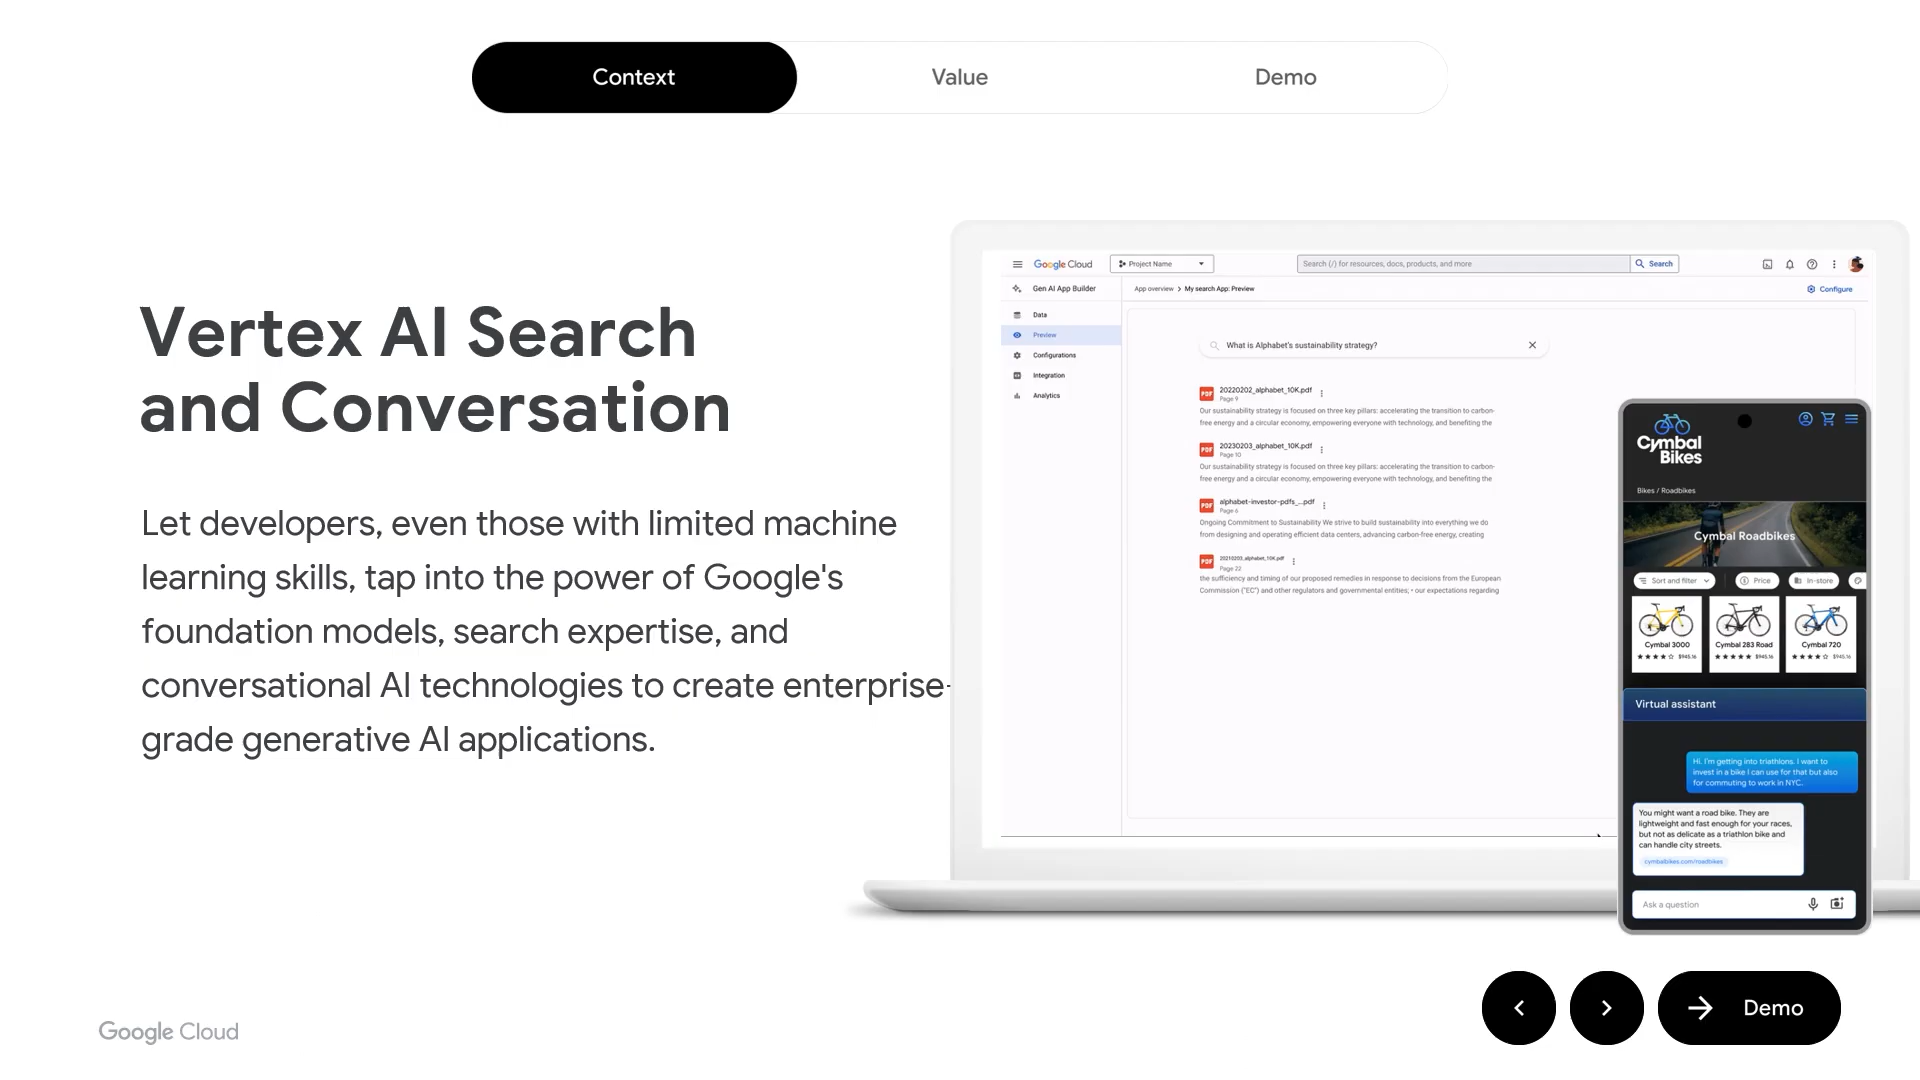 Context
Value
Demo
Vertex AI Search
and Conversation
Let developers, even those with limited machine
learning skills, tap into the power of Google's
foundation models, search expertise, and
conversational AI technologies to create enterprise-
grade generative AI applications.
Google Cloud
Project Name
Search (/) for resources, docs, products, and more
Search
Gen AI App Builder
App overview > My search App: Preview
Configure
Data
Preview
Configurations
Integration
Analytics
What is Alphabet's sustainability strategy?
PDF
20220202_alphabet_10K.pdf
Page 9
Our sustainability strategy is focused on three key pillars: accelerating the transition to carbon-
free energy and a circular economy, empowering everyone with technology, and benefiting the
PDF
20230203_alphabet_10K.pdf
Page 10
Our sustainability strategy is focused on three key pillars: accelerating the transition to carbon-
free energy and a circular economy, empowering everyone with technology, and benefiting the
PDF
alphabet-investor-pdfs_...pdf
Page 6
Ongoing Commitment to Sustainability We strive to build sustainability into everything we do
from designing and operating efficient data centers, advancing carbon-free energy, creating
PDF
20210203_alphabet_10K.pdf
Page 22
the sufficiency and timing of our proposed remedies in response to decisions from the European
Commission ("EC") and other regulators and governmental entities; • our expectations regarding
Cymbal
Bikes
Bikes / Roadbikes
Cymbal Roadbikes
Sort and filter
Price
In-store
Cymbal 3000
$945.16
Cymbal 283 Road
$945.16
Cymbal 720
$945.16
Virtual assistant
Hi. I'm getting into triathlons. I want to
invest in a bike I can use for that but also
for commuting to work in NYC.
You might want a road bike. They are
lightweight and fast enough for your races,
but not as delicate as a triathlon bike and
can handle city streets.
cymbalbikes.com/roadbikes
Ask a question
Demo
Google Cloud